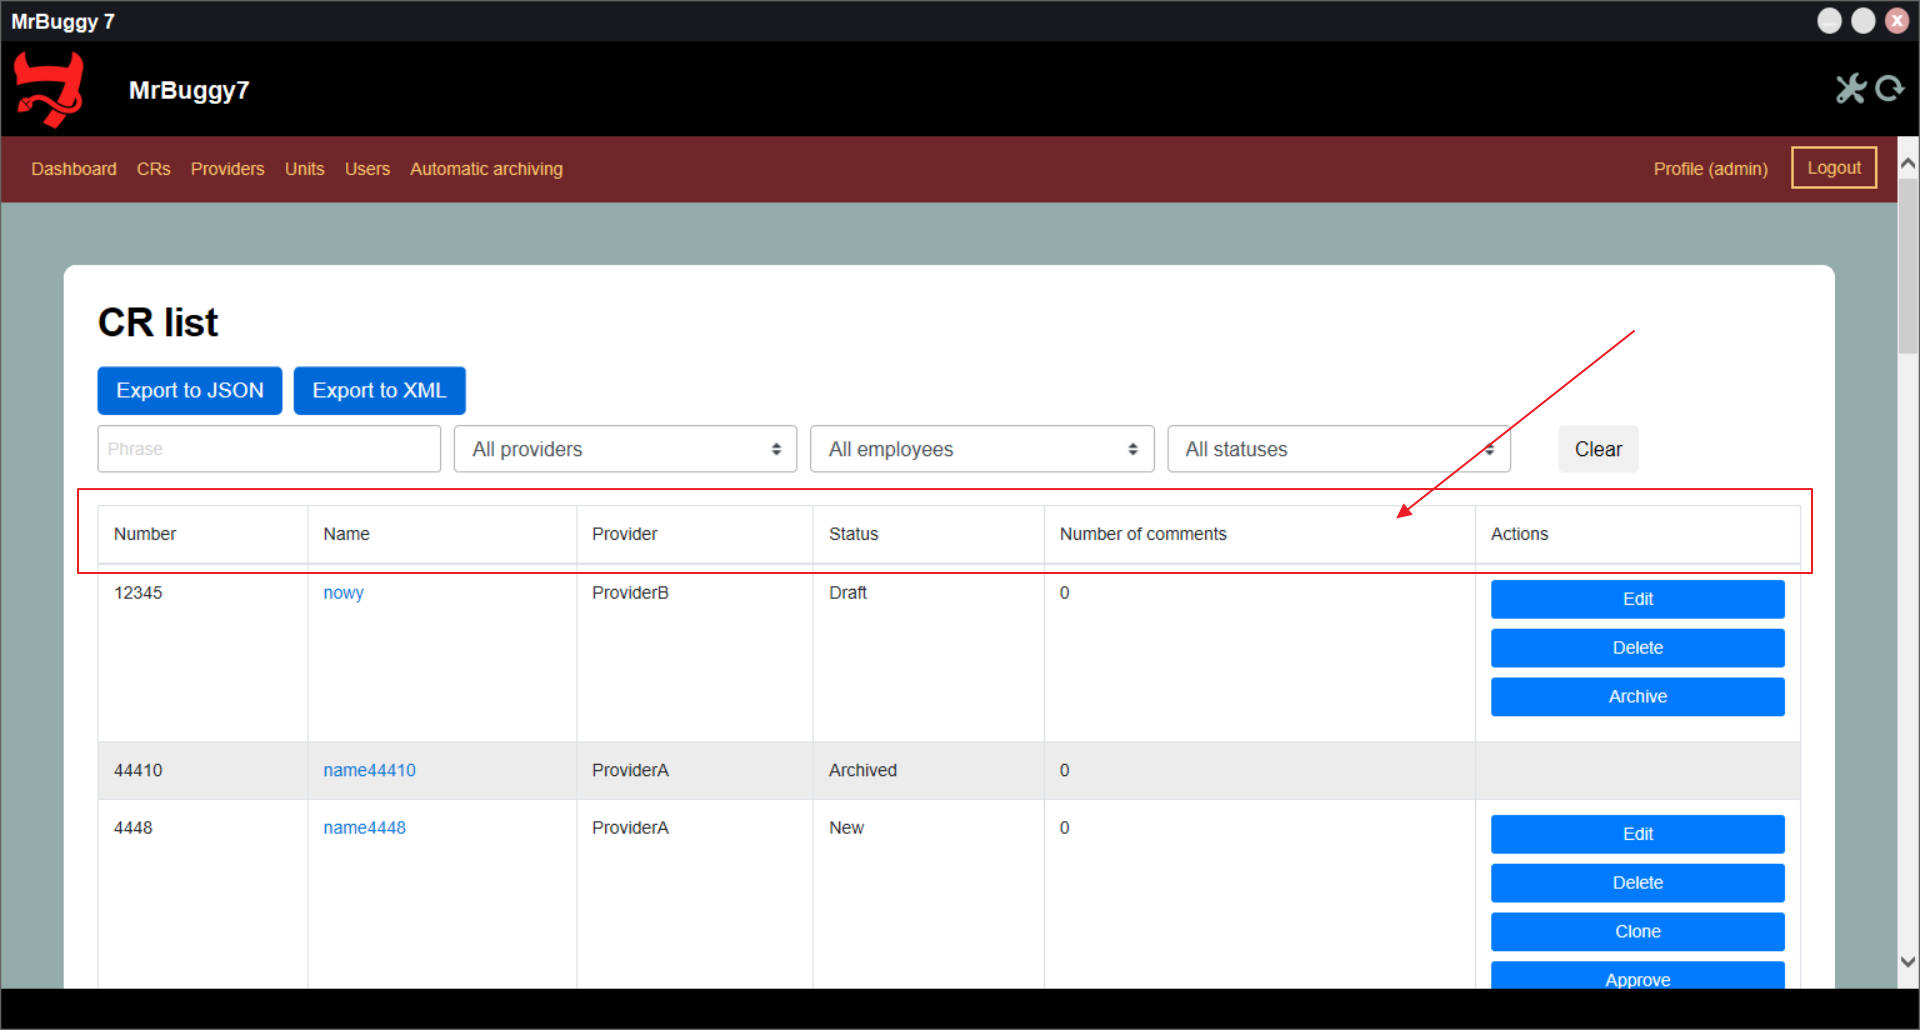 MrBuggy 7
MrBuggy7
Dashboard CRs Providers Units Users Automatic archiving Profile (admin) Logout
CR list
Export to JSON Export to XML
Phrase All providers All employees All statuses Clear
Number Name Provider Status Number of comments Actions
12345 nowy ProviderB Draft 0 Edit
Delete
Archive
44410 name44410 ProviderA Archived 0
4448 name4448 ProviderA New 0 Edit
Delete
Clone
Approve